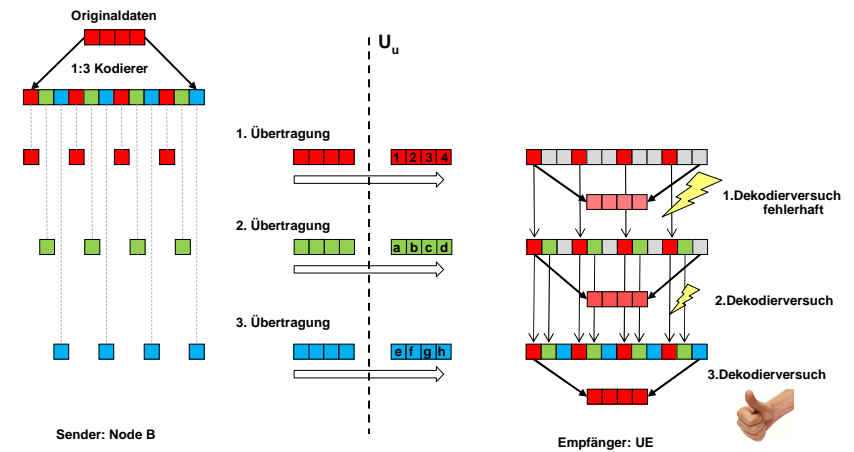 Originaldaten
U_u
1:3 Kodierer
1. Übertragung
1 2 3 4
1.Dekodierversuch
fehlerhaft
2. Übertragung
a b c d
2.Dekodierversuch
3. Übertragung
e f g h
3.Dekodierversuch
Sender: Node B
Empfänger: UE